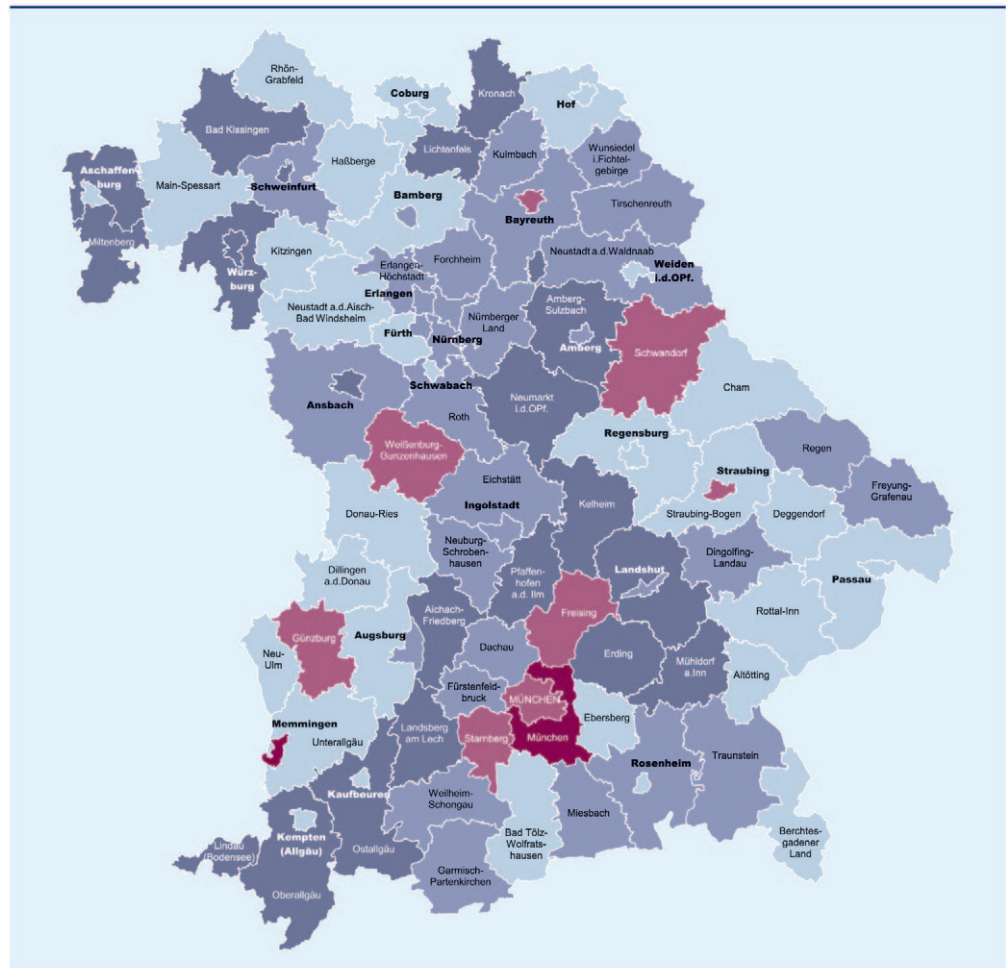 Rhön-
Grabfeld
Coburg
Kronach
Hof
Bad Kissingen
Lichtenfels
Kulmbach
Wunsiedel
i.Fichtel-
gebirge
Aschaffen
burg
Main-Spessart
Schweinfurt
Haßberge
Bamberg
Bayreuth
Tirschenreuth
Miltenberg
Würz-
burg
Kitzingen
Erlangen-
Höchstadt
Forchheim
Neustadt a.d.Waldnaab
Weiden
i.d.OPf.
Neustadt a.d.Aisch-
Bad Windsheim
Erlangen
Fürth
Nürnberg
Nürnberger
Land
Amberg-
Sulzbach
Amberg
Schwandorf
Ansbach
Schwabach
Roth
Neumarkt
i.d.OPf.
Cham
Weißenburg-
Gunzenhausen
Regensburg
Regen
Straubing
Freyung-
Grafenau
Eichstätt
Ingolstadt
Kelheim
Straubing-Bogen
Deggendorf
Donau-Ries
Neuburg-
Schroben-
hausen
Pfaffen-
hofen
a.d. Ilm
Landshut
Dingolfing-
Landau
Passau
Dillingen
a.d.Donau
Aichach-
Friedberg
Freising
Rottal-Inn
Günzburg
Augsburg
Neu-
Ulm
Dachau
Erding
Mühldorf
a.Inn
Altötting
Fürstenfeld-
bruck
MÜNCHEN
Ebersberg
Memmingen
Unterallgäu
Landsberg
am Lech
Starnberg
München
Rosenheim
Traunstein
Kaufbeuren
Weilheim-
Schongau
Miesbach
Bad Tölz-
Wolfrats-
hausen
Berchtes-
gadener
Land
Kempten
(Allgäu)
Lindau
(Bodensee)
Ostallgäu
Garmisch-
Partenkirchen
Oberallgäu